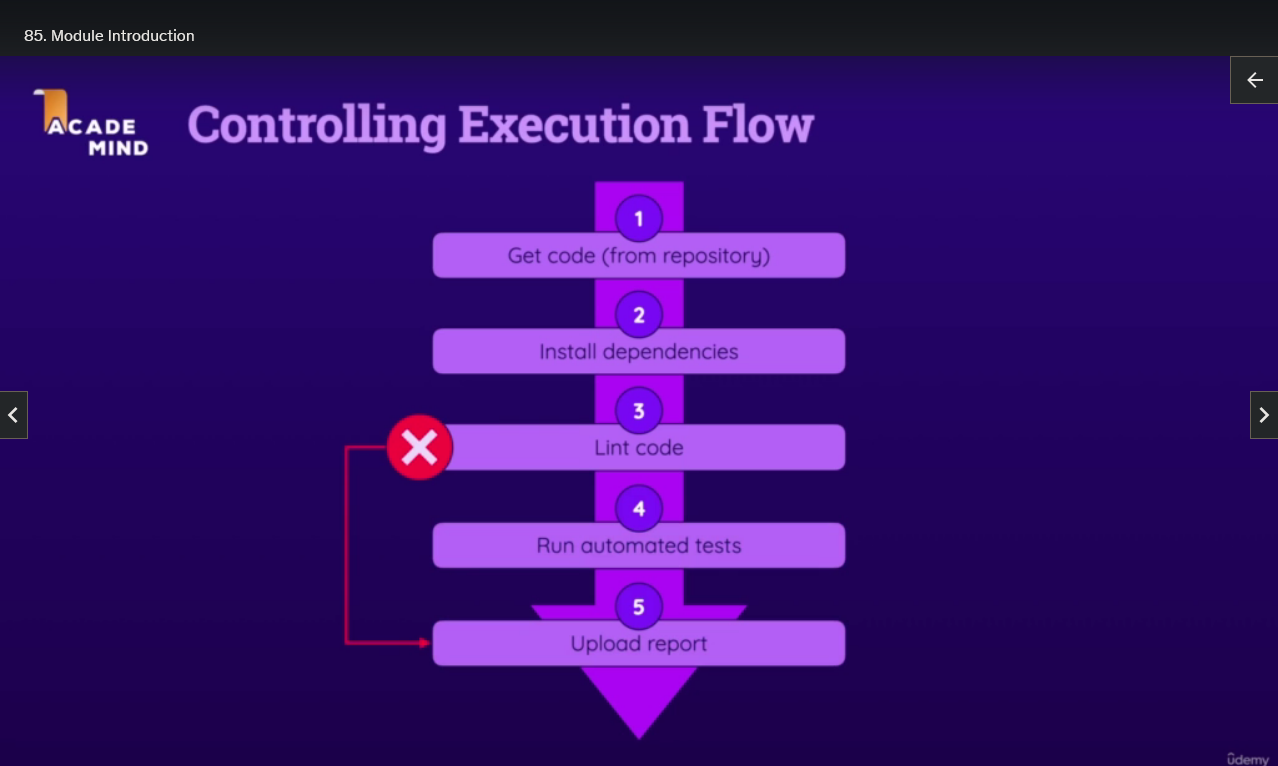 85. Module Introduction
ACADE
MIND
Controlling Execution Flow
1
Get code (from repository)
2
Install dependencies
3
Lint code
4
Run automated tests
5
Upload report
ûdemy